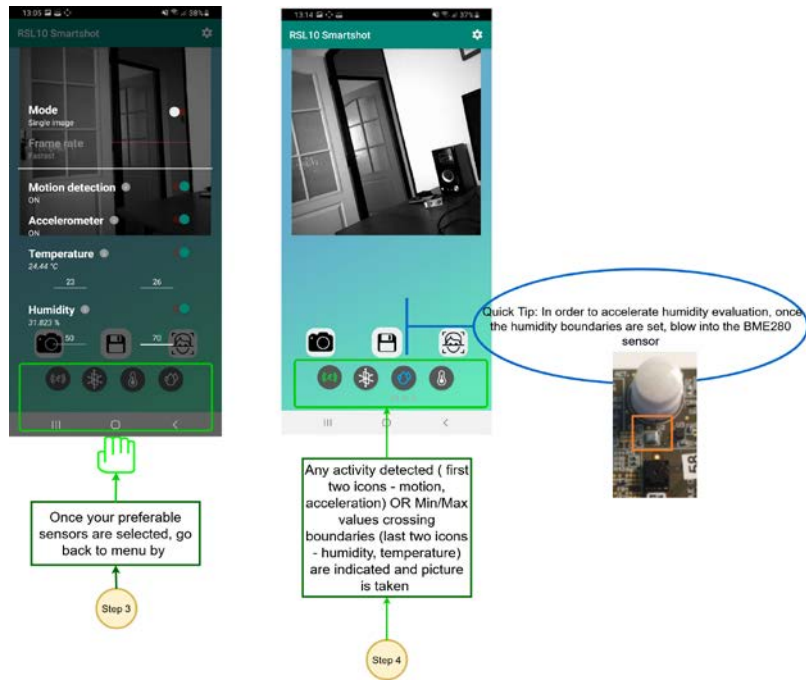 13:05
38%
RSL10 Smartshot
Mode
Single image
Frame rate
Fastest
Motion detection
ON
Accelerometer
ON
Temperature
24.44 °C
23 26
Humidity
31.823 %
50 70
Once your preferable
sensors are selected, go
back to menu by
Step 3
13:14
37%
RSL10 Smartshot
Any activity detected ( first
two icons - motion,
acceleration) OR Min/Max
values crossing
boundaries (last two icons
- humidity, temperature)
are indicated and picture
is taken
Step 4
Quick Tip: In order to accelerate humidity evaluation, once
the humidity boundaries are set, blow into the BME280
sensor
58